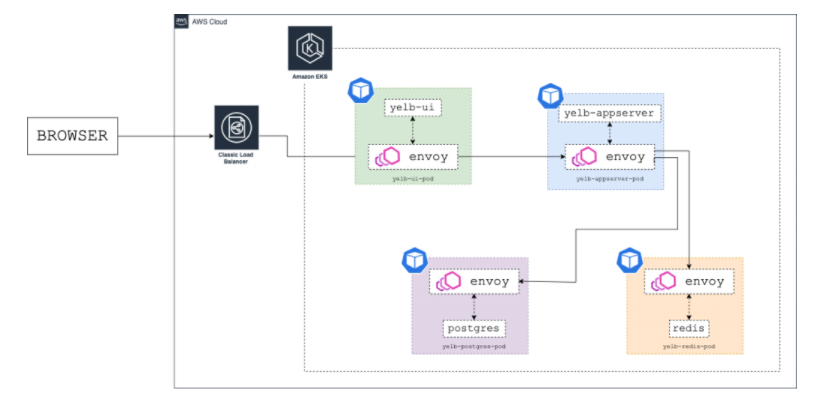 aws
AWS Cloud
Amazon EKS
yelb-ui
yelb-appserver
BROWSER
Classic Load
Balancer
envoy
envoy
yelb-ui-pod
yelb-appserver-pod
envoy
envoy
postgres
redis
yelb-postgres-pod
yelb-redis-pod